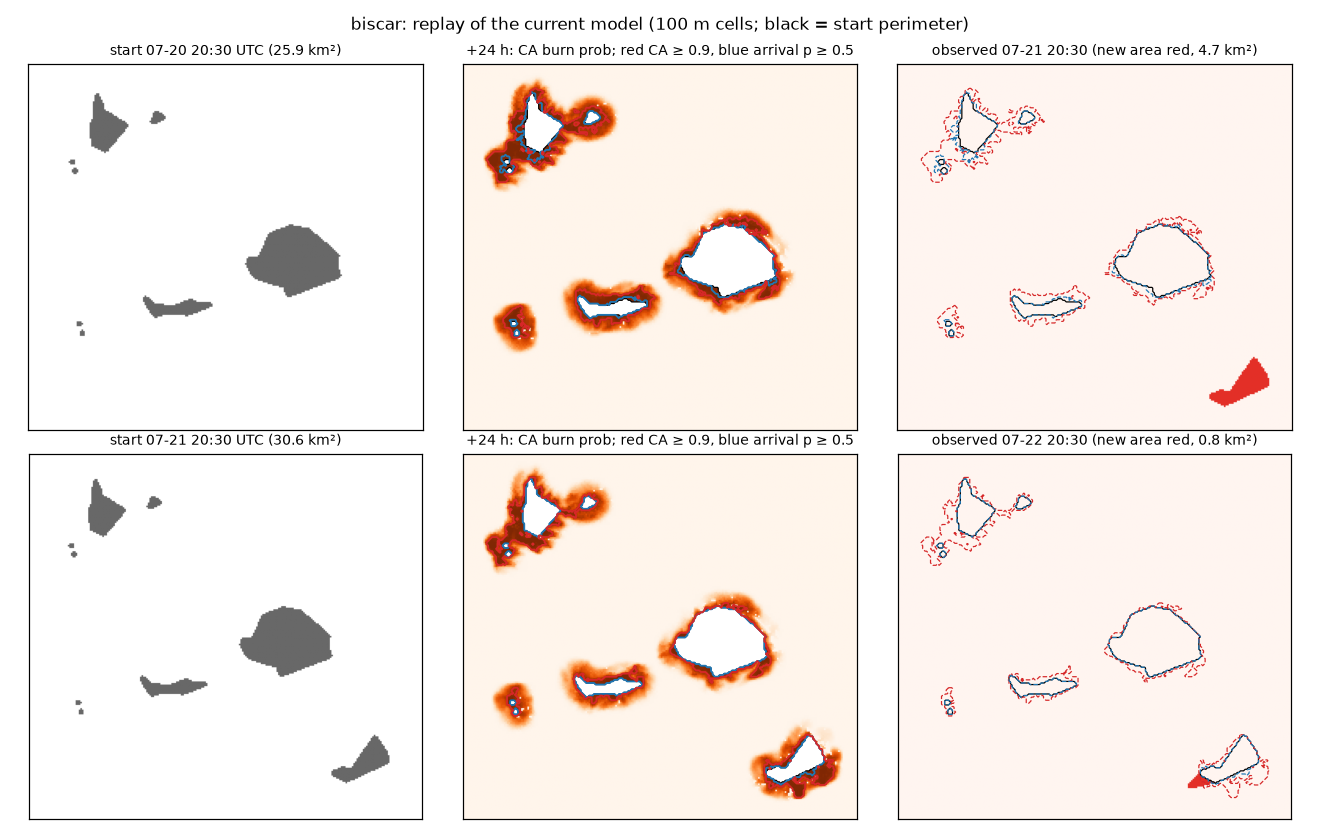 biscar: replay of the current model (100 m cells; black = start perimeter)
start 07-20 20:30 UTC (25.9 km²)
+24 h: CA burn prob; red CA ≥ 0.9, blue arrival p ≥ 0.5
observed 07-21 20:30 (new area red, 4.7 km²)
start 07-21 20:30 UTC (30.6 km²)
+24 h: CA burn prob; red CA ≥ 0.9, blue arrival p ≥ 0.5
observed 07-22 20:30 (new area red, 0.8 km²)